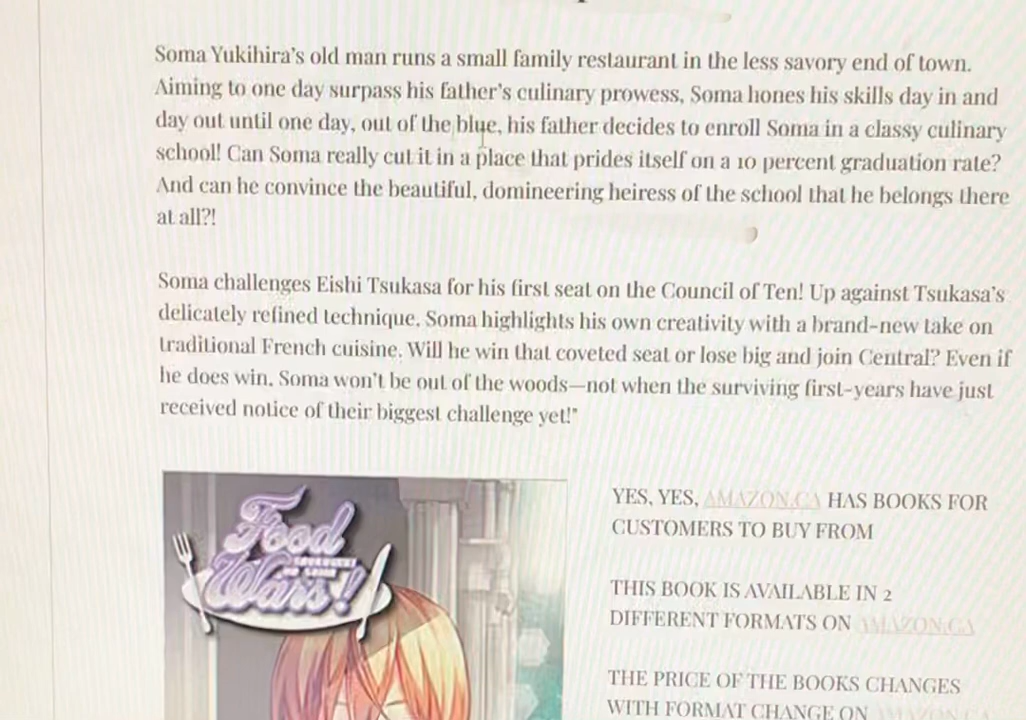 Soma Yukihira's old man runs a small family restaurant in the less savory end of town.
Aiming to one day surpass his father's culinary prowess, Soma hones his skills day in and
day out until one day, out of the blue, his father decides to enroll Soma in a classy culinary
school! Can Soma really cut it in a place that prides itself on a 10 percent graduation rate?
And can he convince the beautiful, domineering heiress of the school that he belongs there
at all?!
Soma challenges Eishi Tsukasa for his first seat on the Council of Ten! Up against Tsukasa's
delicately refined technique, Soma highlights his own creativity with a brand-new take on
traditional French cuisine. Will he win that coveted seat or lose big and join Central? Even if
he does win, Soma won't be out of the woods—not when the surviving first-years have just
received notice of their biggest challenge yet!"
Food
Wars!
SHOKUGEKI
NO SOMA
YES, YES, AMAZON.CA HAS BOOKS FOR
CUSTOMERS TO BUY FROM
THIS BOOK IS AVAILABLE IN 2
DIFFERENT FORMATS ON AMAZON.CA
THE PRICE OF THE BOOKS CHANGES
WITH FORMAT CHANGE ON AMAZON.CA